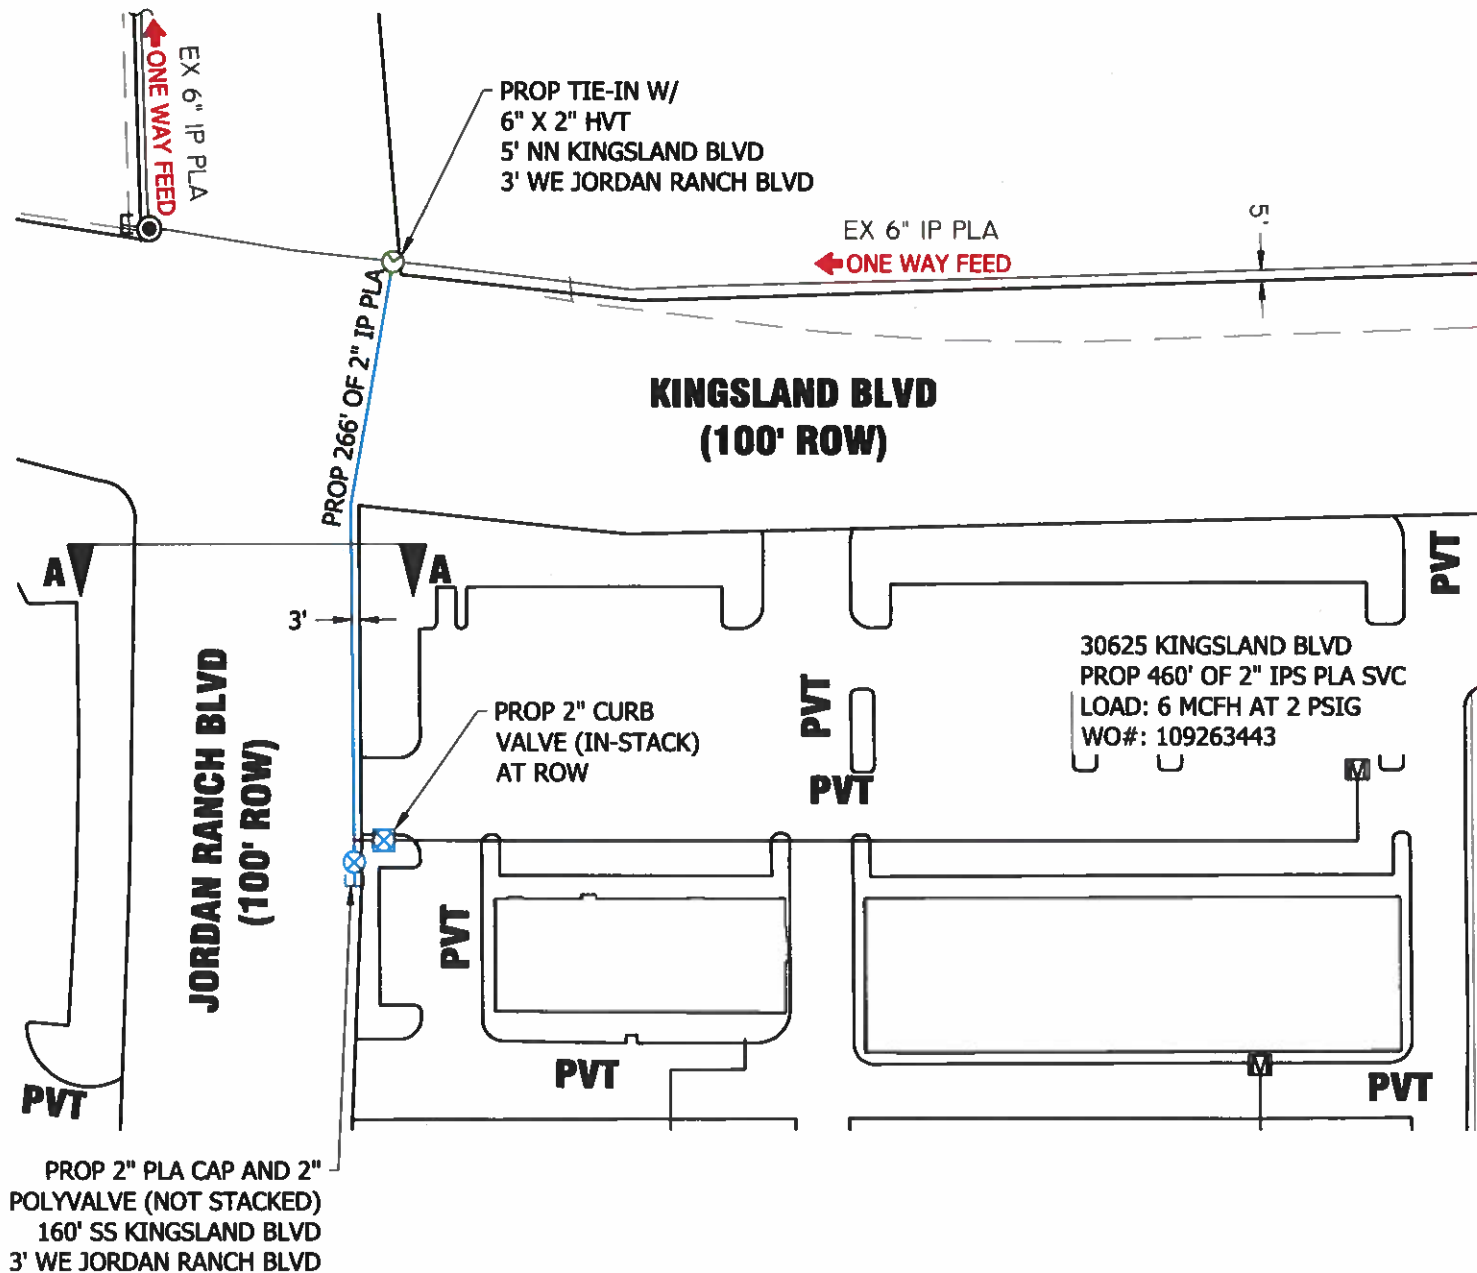 EX 6" IP PLA
ONE WAY FEED
PROP TIE-IN W/
6" X 2" HVT
5' NN KINGSLAND BLVD
3' WE JORDAN RANCH BLVD
EX 6" IP PLA
ONE WAY FEED
5'
PROP 266' OF 2" IP PLA
KINGSLAND BLVD
(100' ROW)
A
A
3'
PVT
30625 KINGSLAND BLVD
PROP 460' OF 2" IPS PLA SVC
LOAD: 6 MCFH AT 2 PSIG
WO#: 109263443
PVT
PVT
M
JORDAN RANCH BLVD
(100' ROW)
PROP 2" CURB
VALVE (IN-STACK)
AT ROW
PVT
PVT
M
PVT
PVT
PROP 2" PLA CAP AND 2"
POLYVALVE (NOT STACKED)
160' SS KINGSLAND BLVD
3' WE JORDAN RANCH BLVD